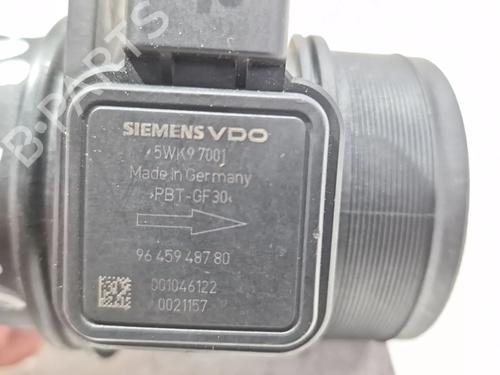 B-PARTS
SIEMENS VDO
5WK9 7001
Made in Germany
>PBT-GF30<
96 459 487 80
001046122
0021157